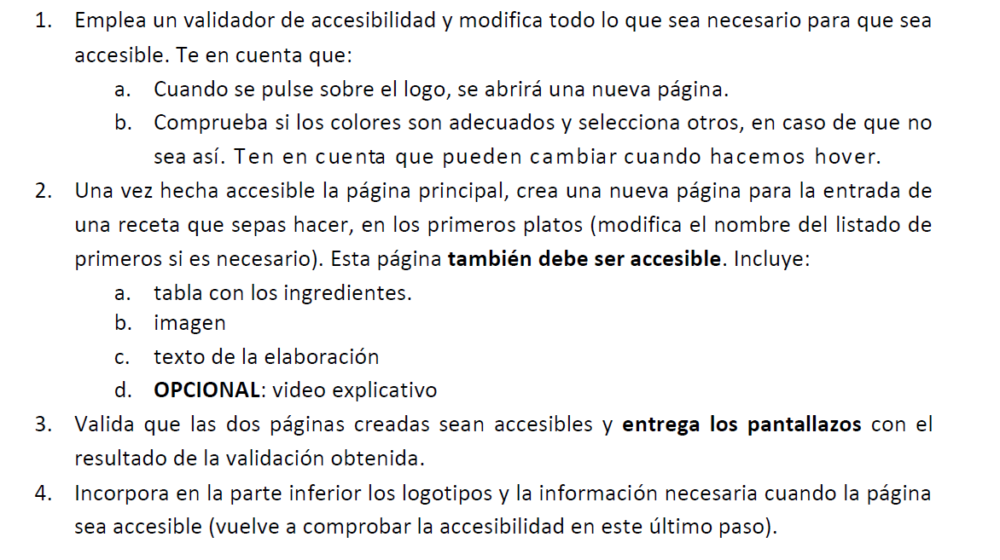 1. Emplea un validador de accesibilidad y modifica todo lo que sea necesario para que sea
accesible. Te en cuenta que:
a. Cuando se pulse sobre el logo, se abrirá una nueva página.
b. Comprueba si los colores son adecuados y selecciona otros, en caso de que no
sea así. Ten en cuenta que pueden cambiar cuando hacemos hover.
2. Una vez hecha accesible la página principal, crea una nueva página para la entrada de
una receta que sepas hacer, en los primeros platos (modifica el nombre del listado de
primeros si es necesario). Esta página también debe ser accesible. Incluye:
a. tabla con los ingredientes.
b. imagen
c. texto de la elaboración
d. OPCIONAL: video explicativo
3. Valida que las dos páginas creadas sean accesibles y entrega los pantallazos con el
resultado de la validación obtenida.
4. Incorpora en la parte inferior los logotipos y la información necesaria cuando la página
sea accesible (vuelve a comprobar la accesibilidad en este último paso).